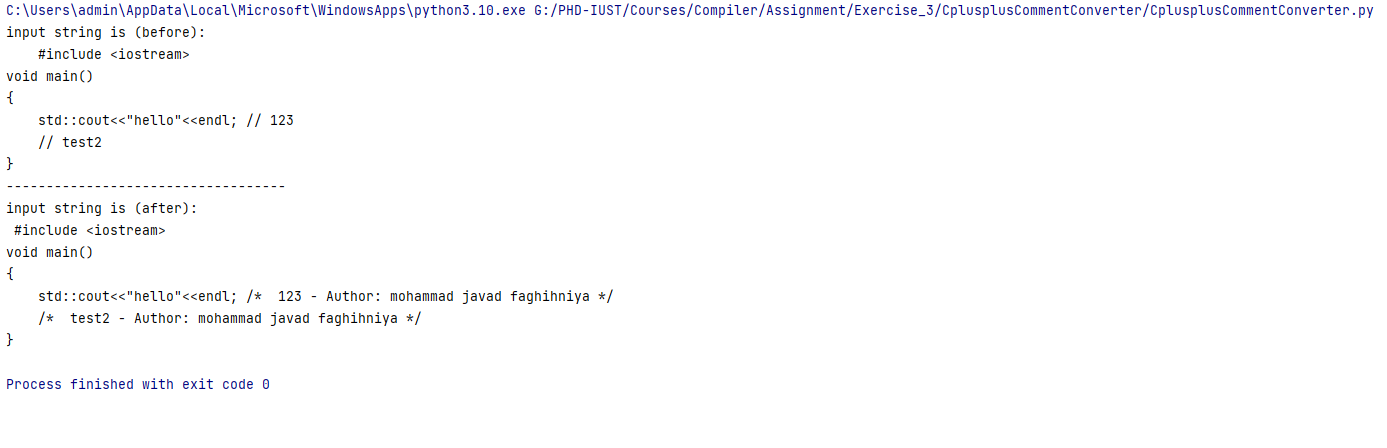 C:\Users\admin\AppData\Local\Microsoft\WindowsApps\python3.10.exe G:/PHD-IUST/Courses/Compiler/Assignment/Exercise_3/CplusplusCommentConverter/CplusplusCommentConverter.py
input string is (before):
    #include <iostream>
void main()
{
    std::cout<<"hello"<<endl; // 123
    // test2
}
-----------------------------------
input string is (after):
 #include <iostream>
void main()
{
    std::cout<<"hello"<<endl; /*  123 - Author: mohammad javad faghihniya */
    /*  test2 - Author: mohammad javad faghihniya */
}
Process finished with exit code 0